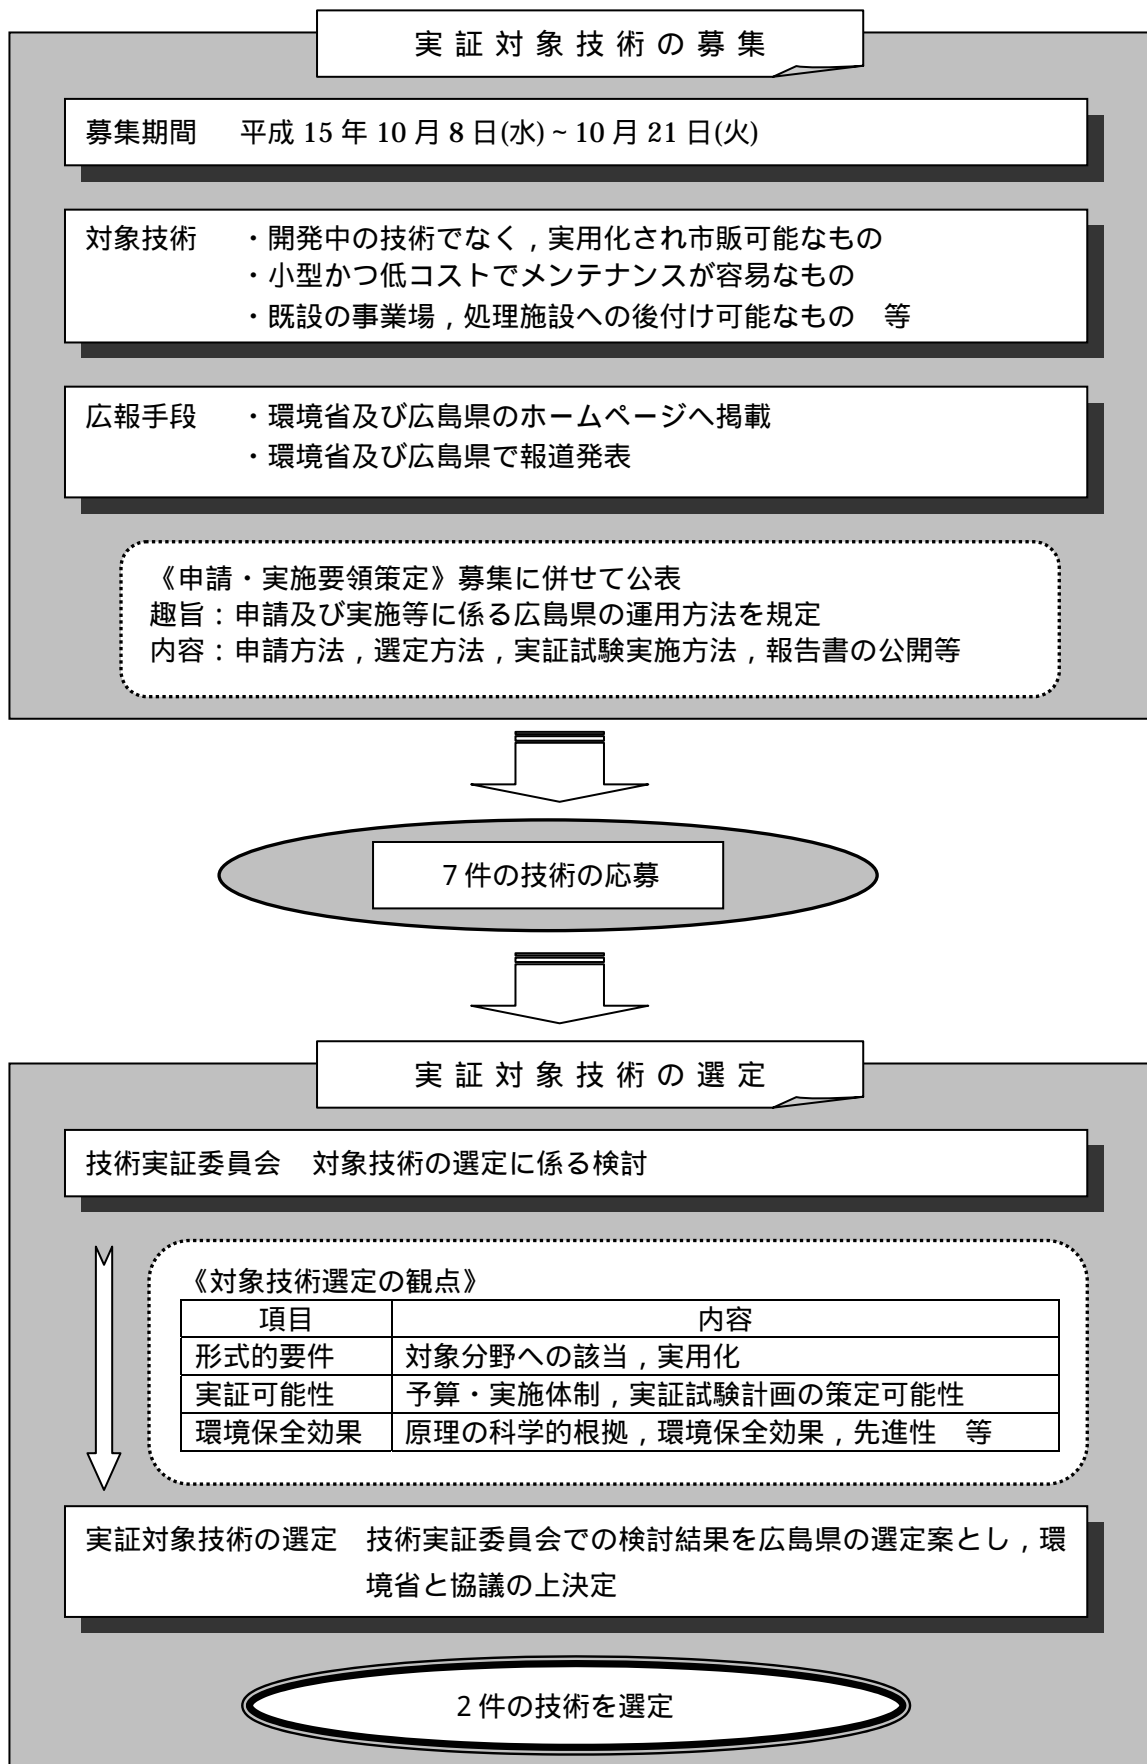 実証対象技術の募集
募集期間　平成 15 年 10 月 8 日(水) ~ 10 月 21 日(火)
対象技術　・開発中の技術でなく，実用化され市販可能なもの
・小型かつ低コストでメンテナンスが容易なもの
・既設の事業場，処理施設への後付け可能なもの　等
広報手段　・環境省及び広島県のホームページへ掲載
・環境省及び広島県で報道発表
《申請・実施要領策定》募集に併せて公表
趣旨：申請及び実施等に係る広島県の運用方法を規定
内容：申請方法，選定方法，実証試験実施方法，報告書の公開等
7 件の技術の応募
実証対象技術の選定
技術実証委員会　対象技術の選定に係る検討
《対象技術選定の観点》
項目　内容
形式的要件　対象分野への該当，実用化
実証可能性　予算・実施体制，実証試験計画の策定可能性
環境保全効果　原理の科学的根拠，環境保全効果，先進性　等
実証対象技術の選定　技術実証委員会での検討結果を広島県の選定案とし，環
境省と協議の上決定
2 件の技術を選定